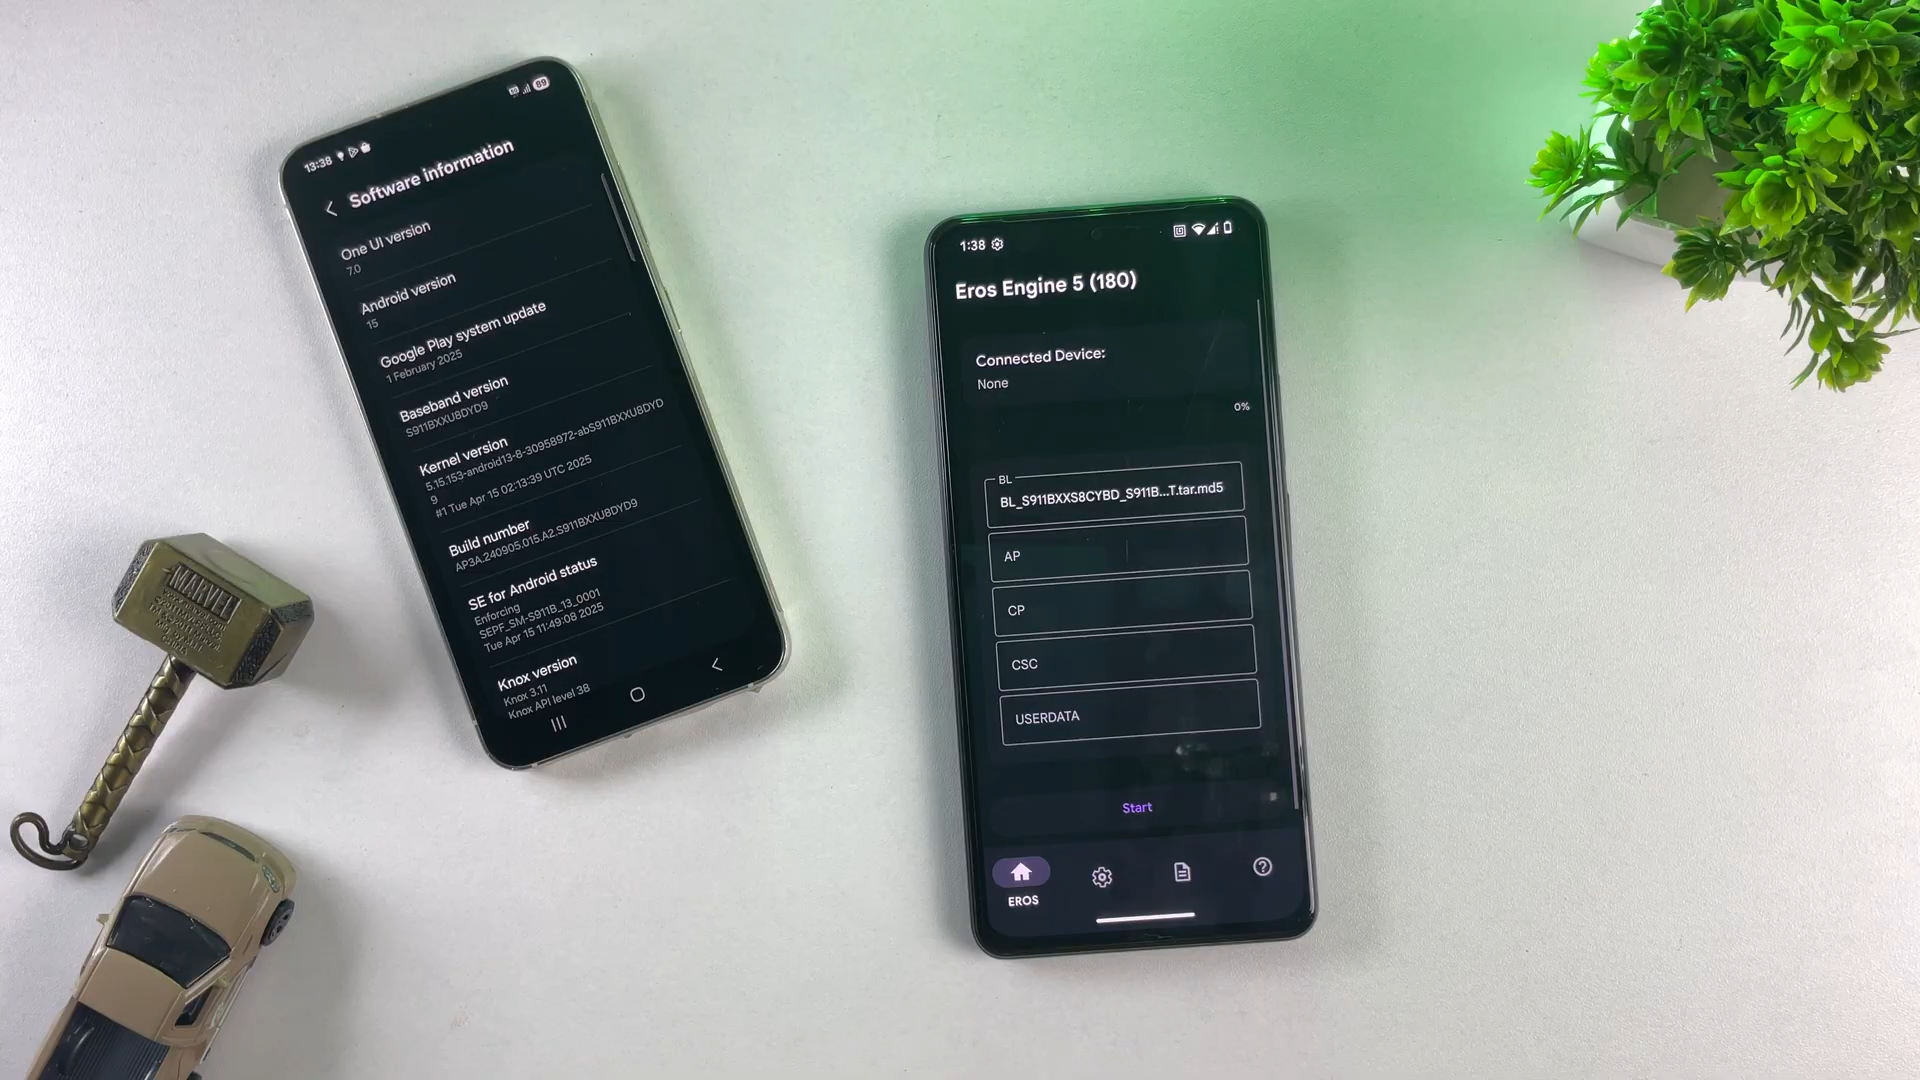 13:38
89
Software information
One UI version
7.0
Android version
15
Google Play system update
1 February 2025
Baseband version
S911BXXU8DYD9
Kernel version
5.15.153-android13-8-30958972-abS911BXXU8DYD
9
#1 Tue Apr 15 02:13:39 UTC 2025
Build number
AP3A.240905.015.A2.S911BXXU8DYD9
SE for Android status
Enforcing
SEPF_SM-S911B_13_0001
Tue Apr 15 11:49:08 2025
Knox version
Knox 3.11
Knox API level 38
1:38
Eros Engine 5 (180)
Connected Device:
None
0%
BL
BL_S911BXXS8CYBD_S911B...T.tar.md5
AP
CP
CSC
USERDATA
Start
EROS
MARVEL